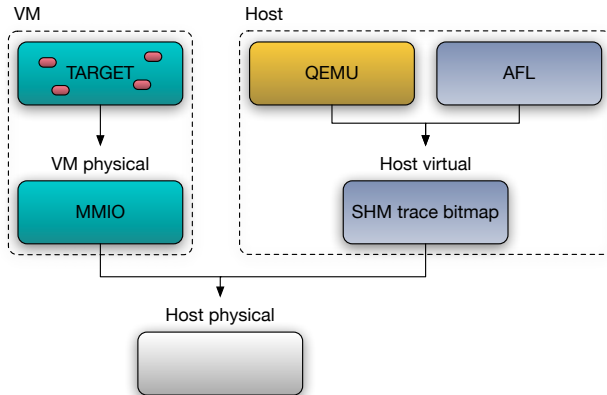 VM
Host
TARGET
QEMU
AFL
VM physical
Host virtual
MMIO
SHM trace bitmap
Host physical